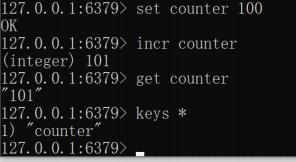 127.0.0.1:6379> set counter 100
OK
127.0.0.1:6379> incr counter
(integer) 101
127.0.0.1:6379> get counter
"101"
127.0.0.1:6379> keys *
1) "counter"
127.0.0.1:6379>